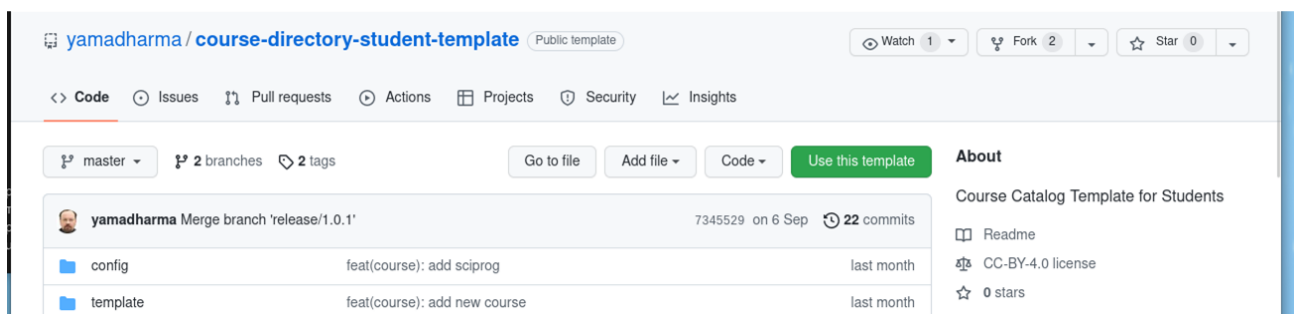 yamadharma / course-directory-student-template Public template Watch 1 Fork 2 Star 0
Code Issues Pull requests Actions Projects Security Insights
master 2 branches 2 tags Go to file Add file Code Use this template
yamadharma Merge branch 'release/1.0.1' 7345529 on 6 Sep 22 commits
config feat(course): add sciprog last month
template feat(course): add new course last month
About
Course Catalog Template for Students
Readme
CC-BY-4.0 license
0 stars